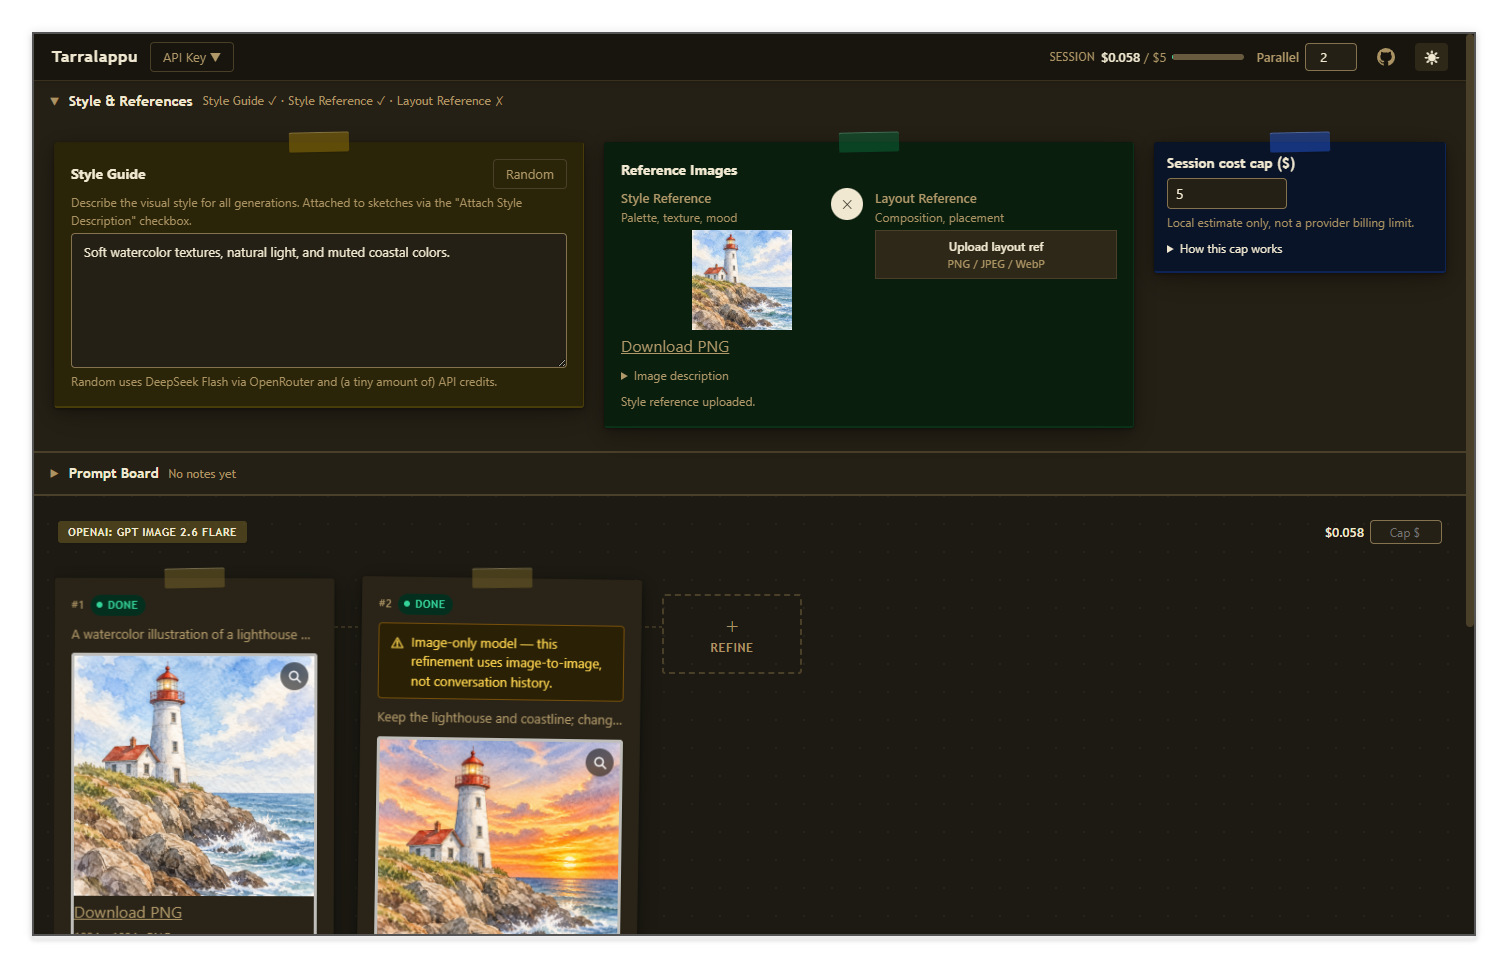 Tarralappu
API Key ▼
SESSION $0.058 / $5
Parallel 2
▼ Style & References Style Guide ✓ · Style Reference ✓ · Layout Reference ✗
Style Guide
Random
Describe the visual style for all generations. Attached to sketches via the "Attach Style
Description" checkbox.
Soft watercolor textures, natural light, and muted coastal colors.
Random uses DeepSeek Flash via OpenRouter and (a tiny amount of) API credits.
Reference Images
Style Reference
Palette, texture, mood
Download PNG
▶ Image description
Style reference uploaded.
Layout Reference
Composition, placement
Upload layout ref
PNG / JPEG / WebP
Session cost cap ($)
5
Local estimate only, not a provider billing limit.
▶ How this cap works
▶ Prompt Board No notes yet
OPENAI: GPT IMAGE 2.6 FLARE
$0.058 Cap $
#1 DONE
A watercolor illustration of a lighthouse ...
Download PNG
#2 DONE
⚠ Image-only model — this
refinement uses image-to-image,
not conversation history.
Keep the lighthouse and coastline; chang...
+
REFINE